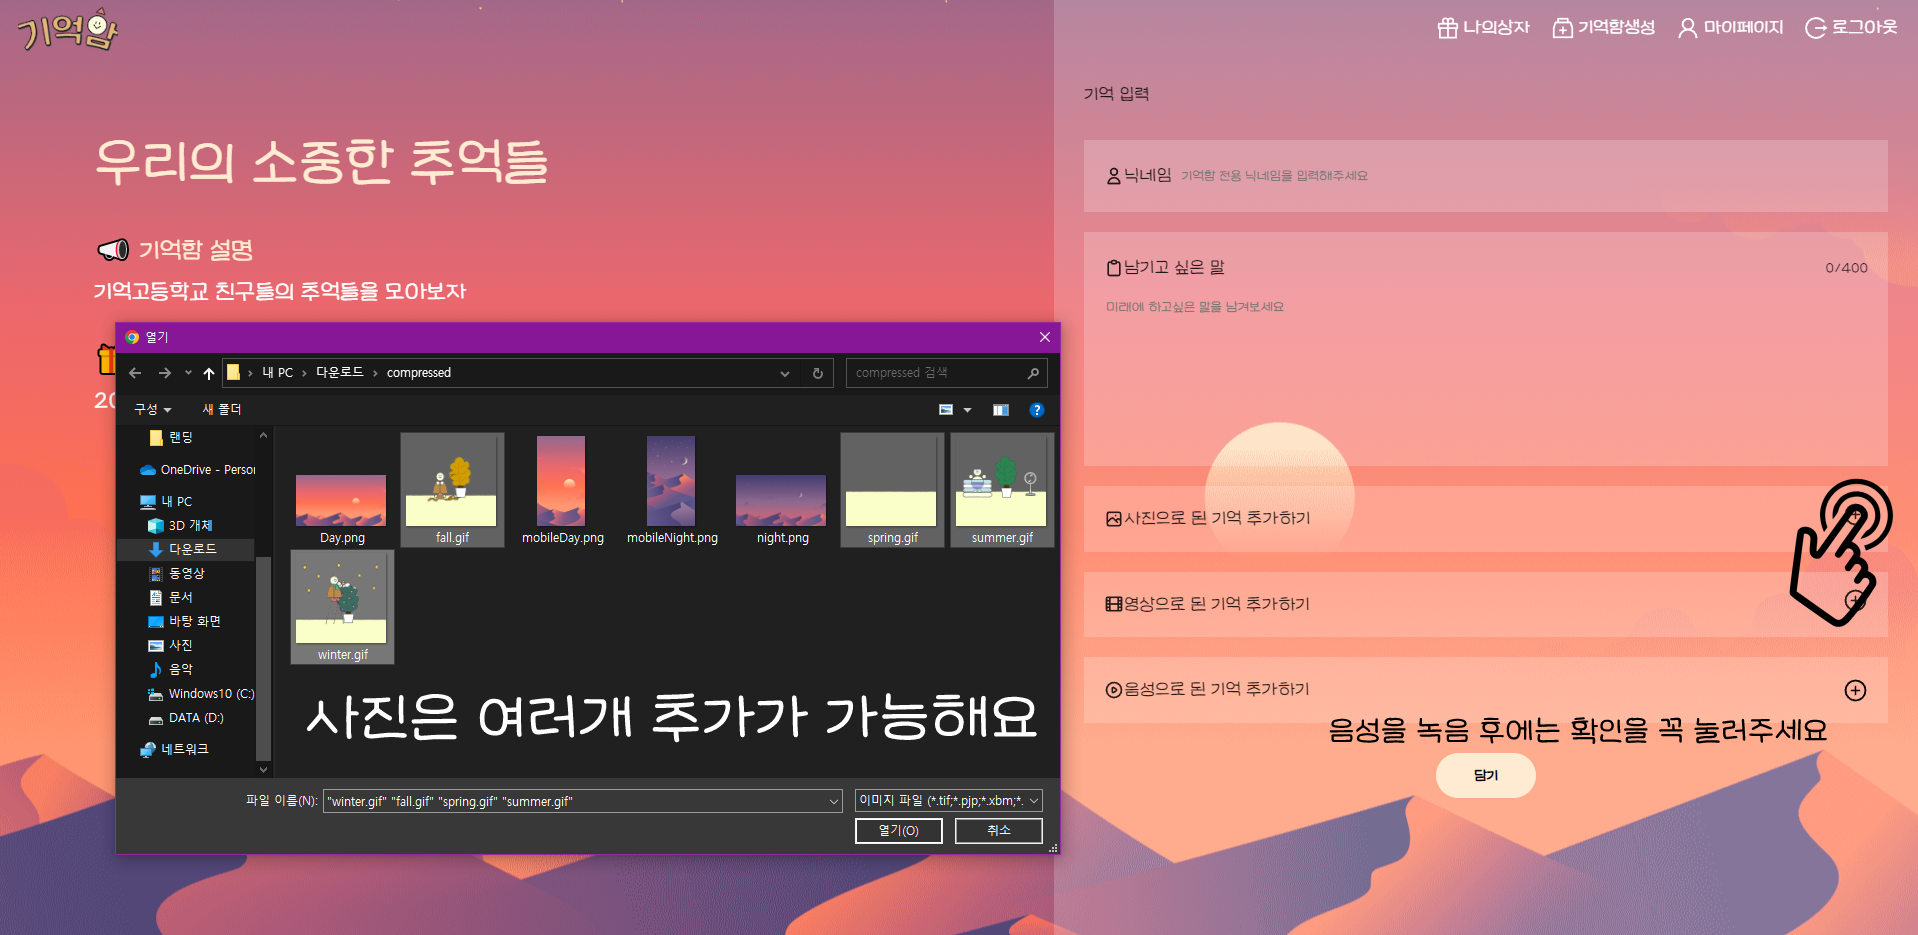 기억함
나의상자
기억함생성
마이페이지
로그아웃
우리의 소중한 추억들
기억함 설명
기억고등학교 친구들의 추억들을 모아보자
20
기억 입력
닉네임 기억함 전용 닉네임을 입력해주세요
남기고 싶은 말
0/400
미래에 하고싶은 말을 남겨보세요
사진으로 된 기억 추가하기
영상으로 된 기억 추가하기
음성으로 된 기억 추가하기
음성을 녹음 후에는 확인을 꼭 눌러주세요
담기
열기
내 PC > 다운로드 > compressed
compressed 검색
구성
새 폴더
랜딩
OneDrive - Person
내 PC
3D 개체
다운로드
동영상
문서
바탕 화면
사진
음악
Windows10 (C:)
DATA (D:)
네트워크
Day.png
fall.gif
mobileDay.png
mobileNight.png
night.png
spring.gif
summer.gif
winter.gif
사진은 여러개 추가가 가능해요
파일 이름(N): "winter.gif" "fall.gif" "spring.gif" "summer.gif"
이미지 파일 (*.tif;*.pjp;*.xbm;*.
열기(O)
취소